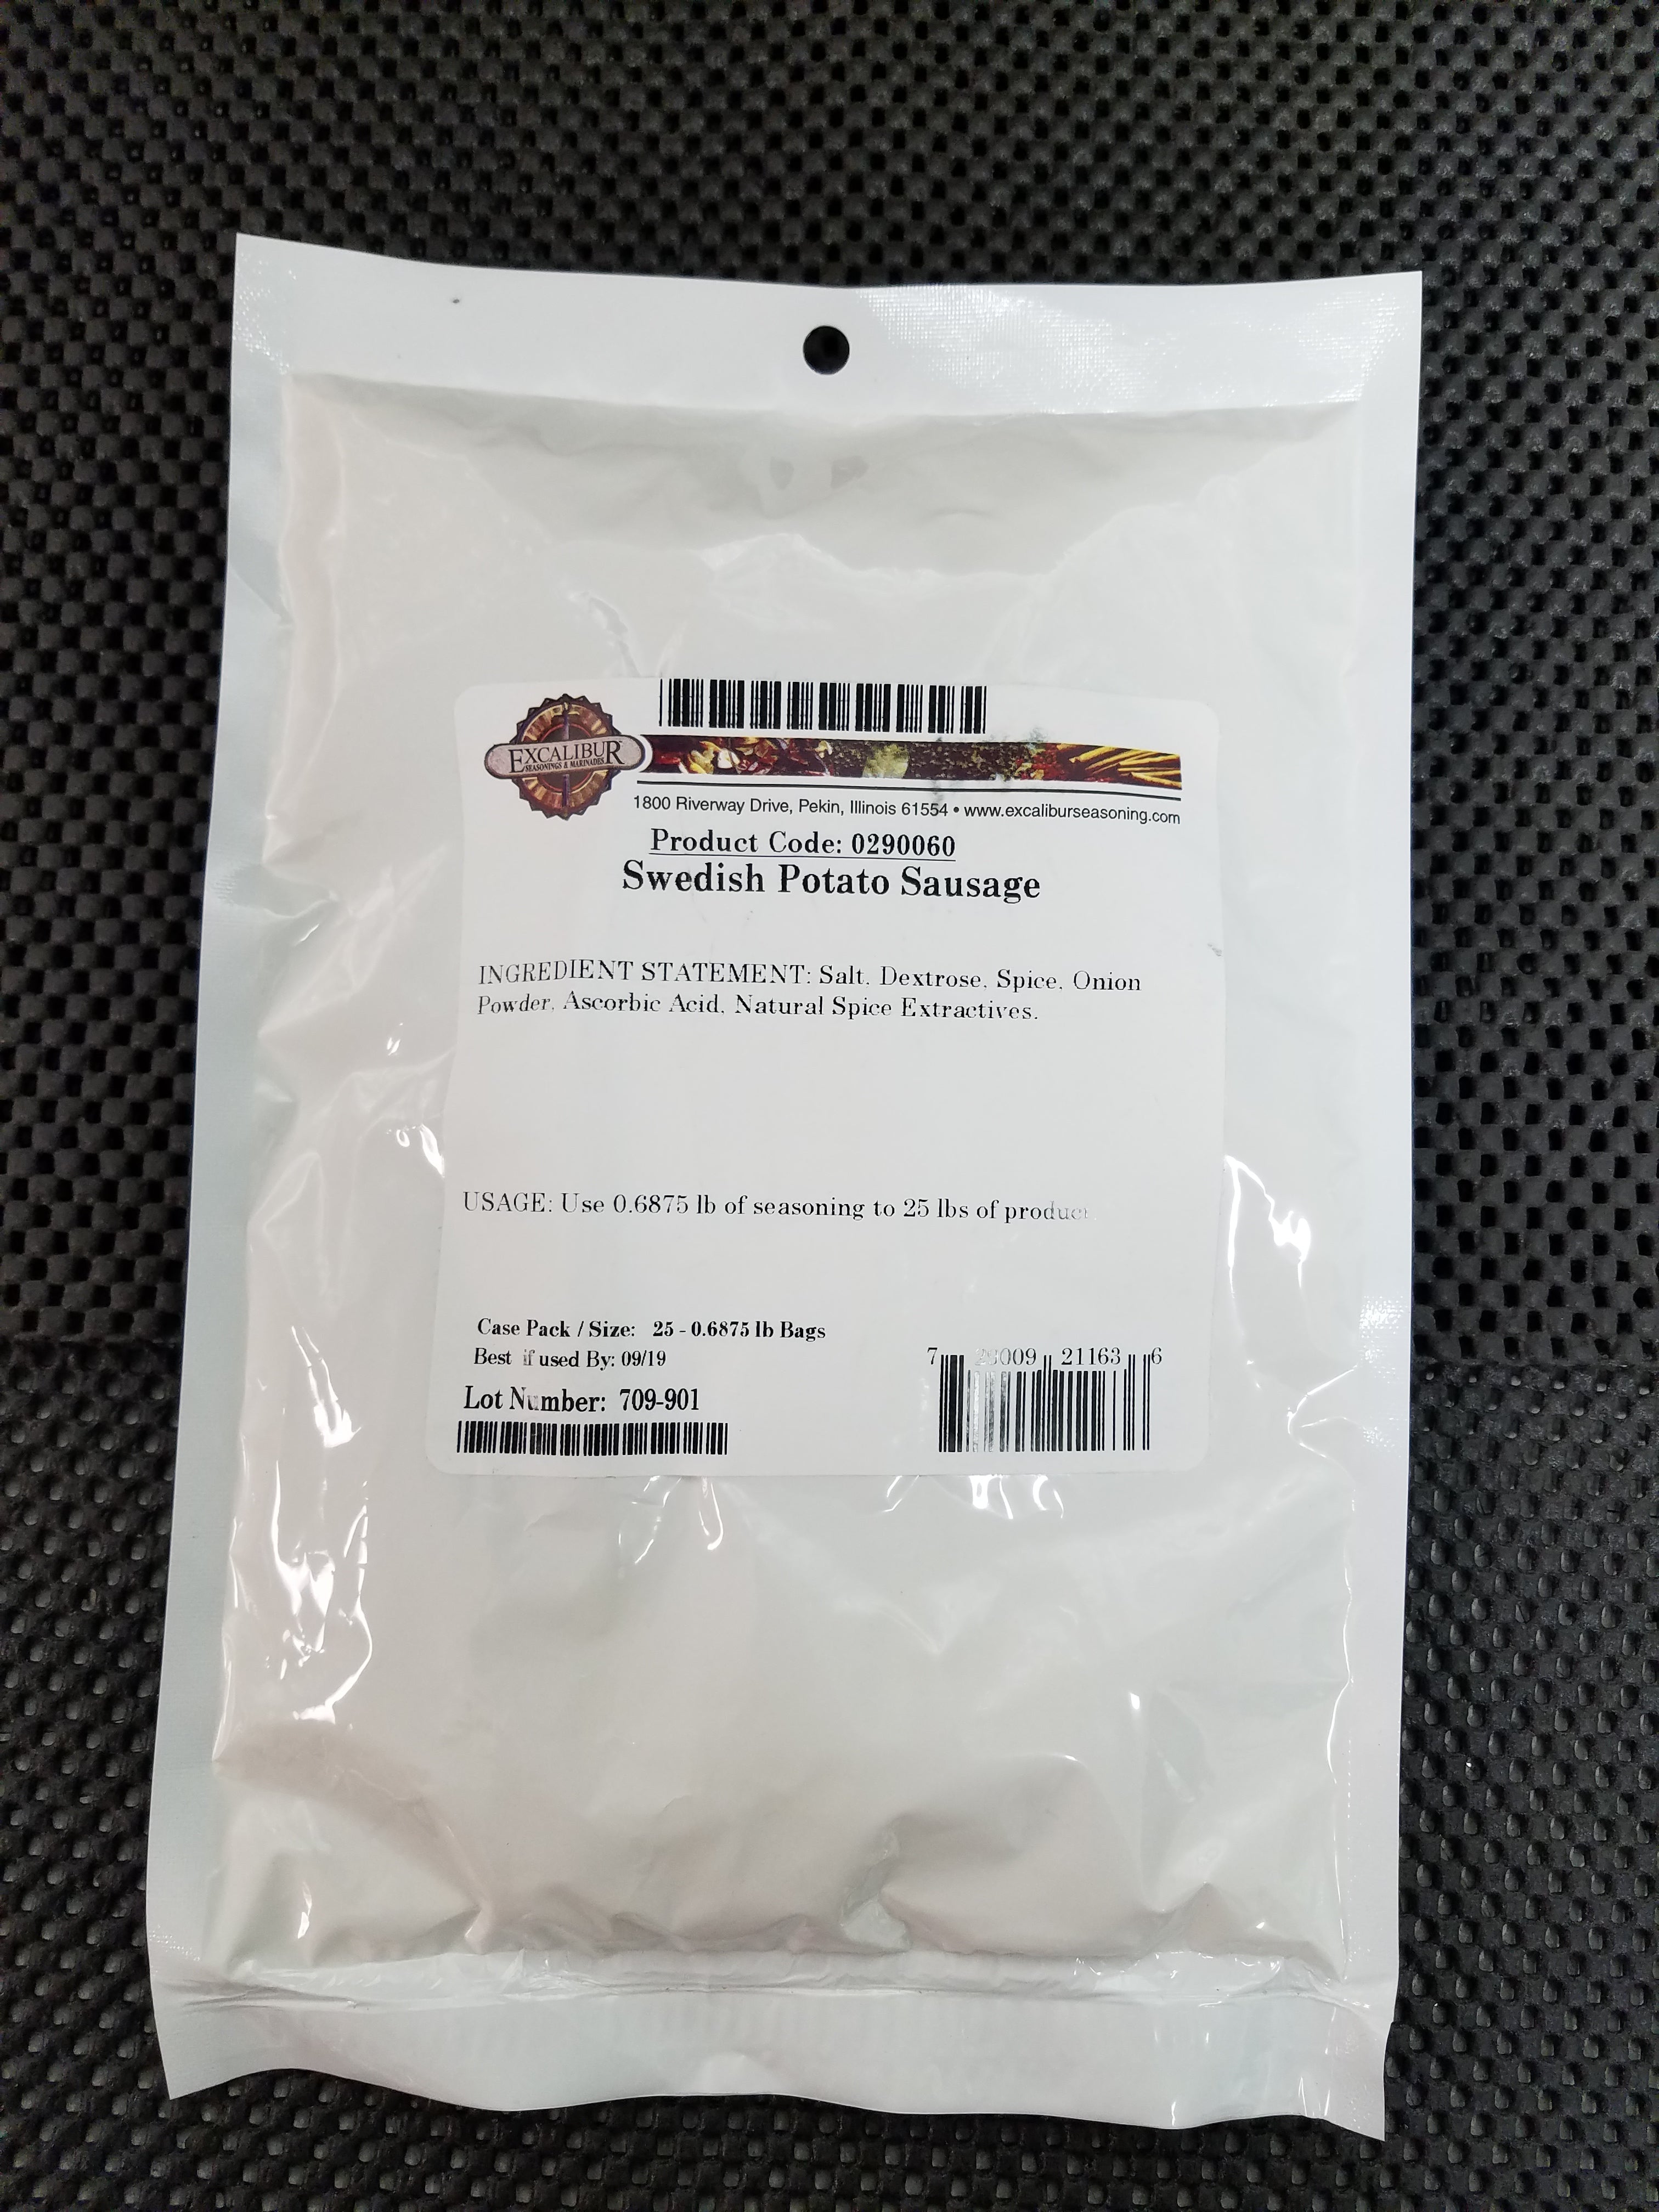 EXCALIBUR
SEASONINGS & MARINADES
1800 Riverway Drive, Pekin, Illinois 61554 • www.excaliburseasoning.com
Product Code: 0290060
Swedish Potato Sausage
INGREDIENT STATEMENT: Salt, Dextrose, Spice, Onion
Powder, Ascorbic Acid, Natural Spice Extractives.
USAGE: Use 0.6875 lb of seasoning to 25 lbs of product.
Case Pack / Size: 25 - 0.6875 lb Bags
Best if used By: 09/19
Lot Number: 709-901
7 21163 6